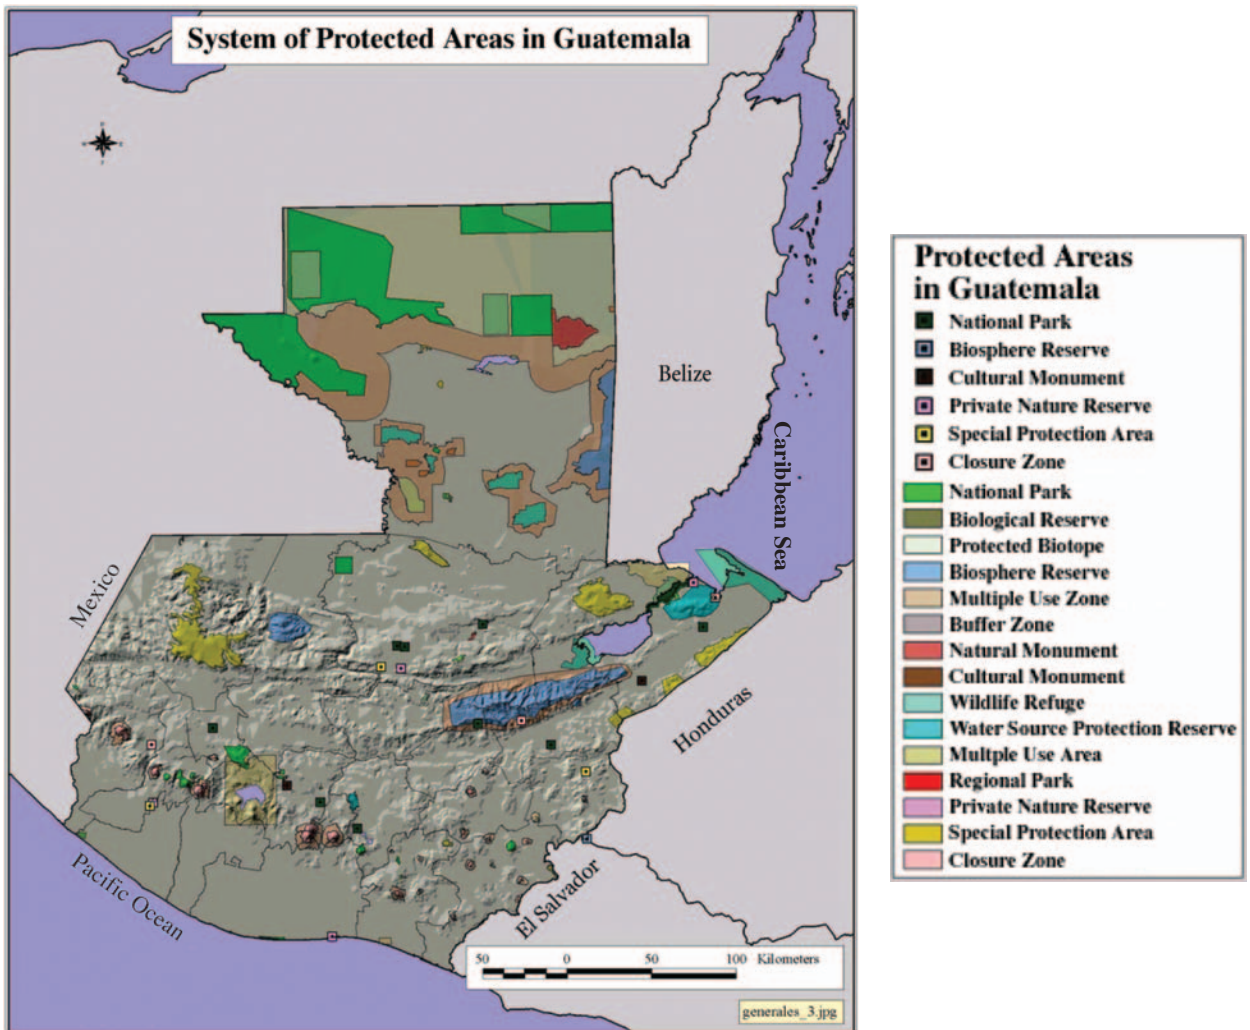 System of Protected Areas in Guatemala
Belize
Caribbean Sea
Mexico
Honduras
El Salvador
Pacific Ocean
50 0 50 100 Kilometers
generales_3.jpg
Protected Areas
in Guatemala
National Park
Biosphere Reserve
Cultural Monument
Private Nature Reserve
Special Protection Area
Closure Zone
National Park
Biological Reserve
Protected Biotope
Biosphere Reserve
Multiple Use Zone
Buffer Zone
Natural Monument
Cultural Monument
Wildlife Refuge
Water Source Protection Reserve
Multple Use Area
Regional Park
Private Nature Reserve
Special Protection Area
Closure Zone